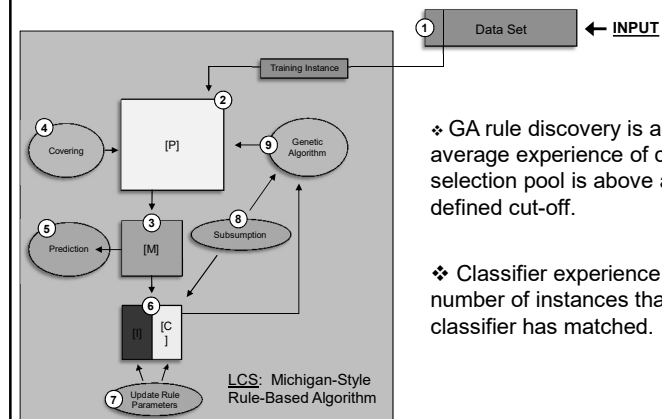 1
Data Set
INPUT
Training Instance
2
4
Covering
[P]
9
Genetic
Algorithm
❖ GA rule discovery is a
average experience of
selection pool is above
defined cut-off.
3
5
Prediction
[M]
8
Subsumption
❖ Classifier experience
number of instances tha
classifier has matched.
6
[I]
[C
]
7
Update Rule
Parameters
LCS: Michigan-Style
Rule-Based Algorithm